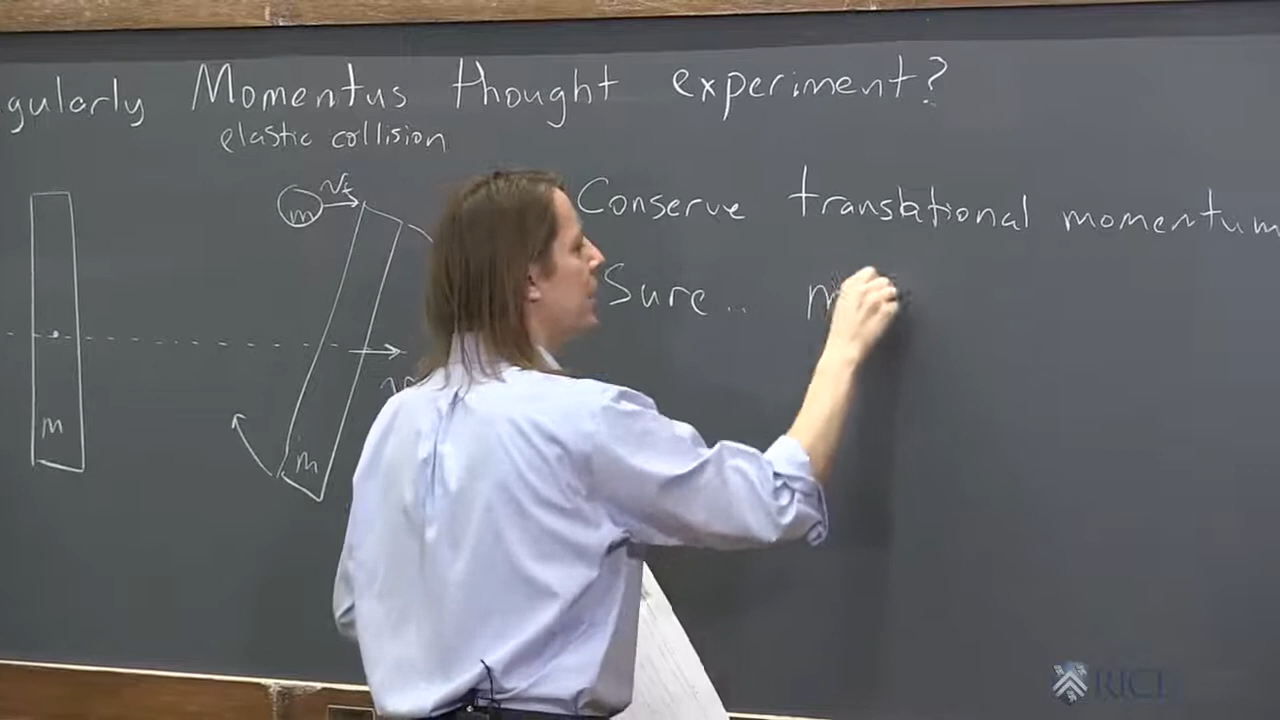 gularly Momentus thought experiment?
elastic collision
Conserve translational momentum
Sure..
m
m
m
RICE